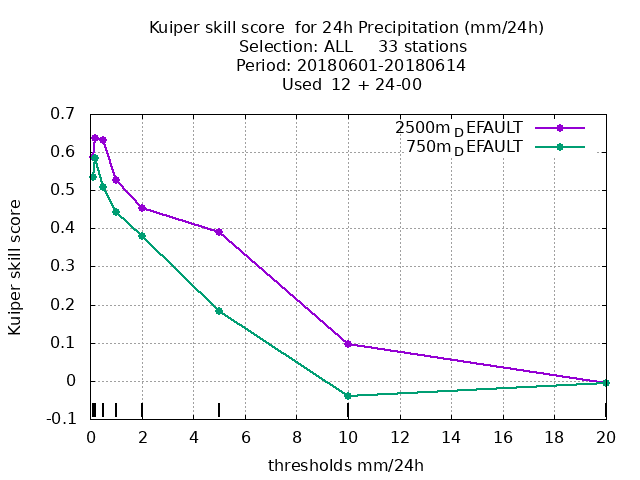 Kuiper skill score  for 24h Precipitation (mm/24h)
Selection: ALL     33 stations
Period: 20180601-20180614
Used  12 + 24-00
2500m_DEFAULT
750m_DEFAULT
0.7
0.6
0.5
0.4
0.3
0.2
0.1
0
-0.1
Kuiper skill score
0 2 4 6 8 10 12 14 16 18 20
thresholds mm/24h